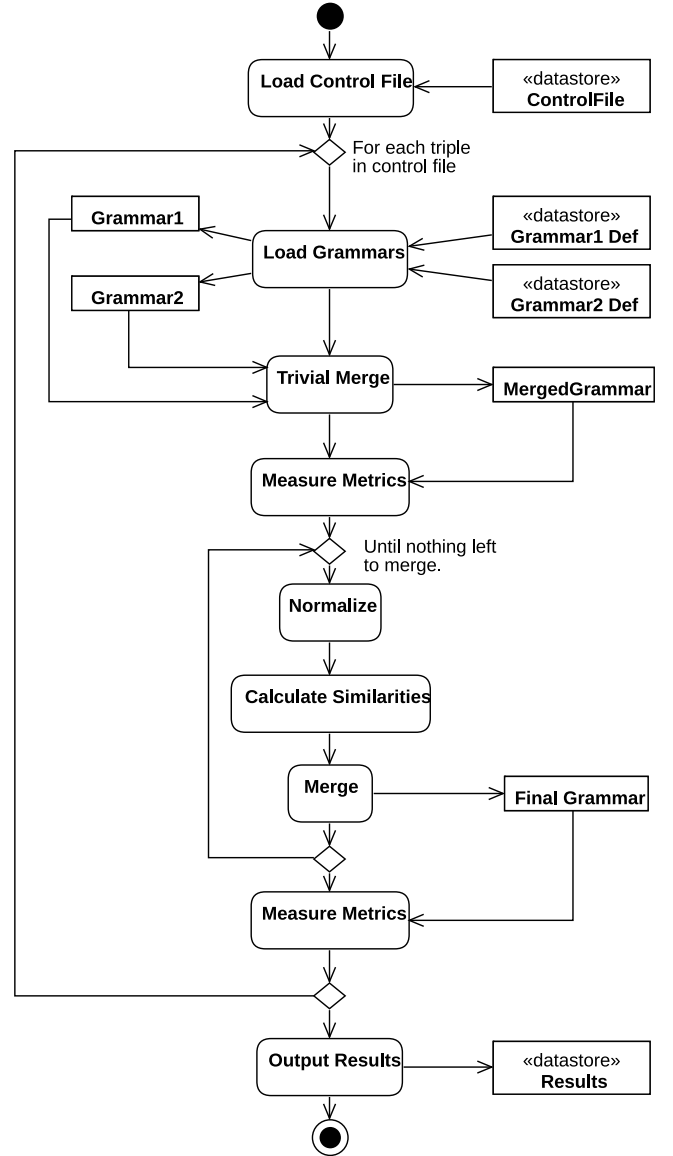 Load Control File
«datastore»
ControlFile
For each triple
in control file
Grammar1
«datastore»
Grammar1 Def
Load Grammars
Grammar2
«datastore»
Grammar2 Def
Trivial Merge
MergedGrammar
Measure Metrics
Until nothing left
to merge.
Normalize
Calculate Similarities
Merge
Final Grammar
Measure Metrics
Output Results
«datastore»
Results